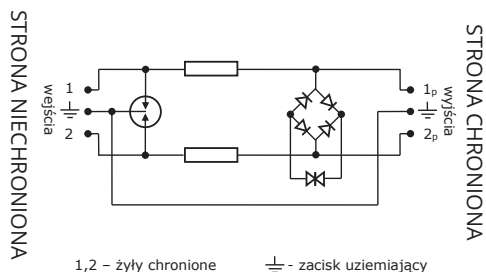 STRONA NIECHRONIONA
wejścia
1
2
1p
2p
wyjścia
STRONA CHRONIONA
1,2 – żyły chronione
- zacisk uziemiający